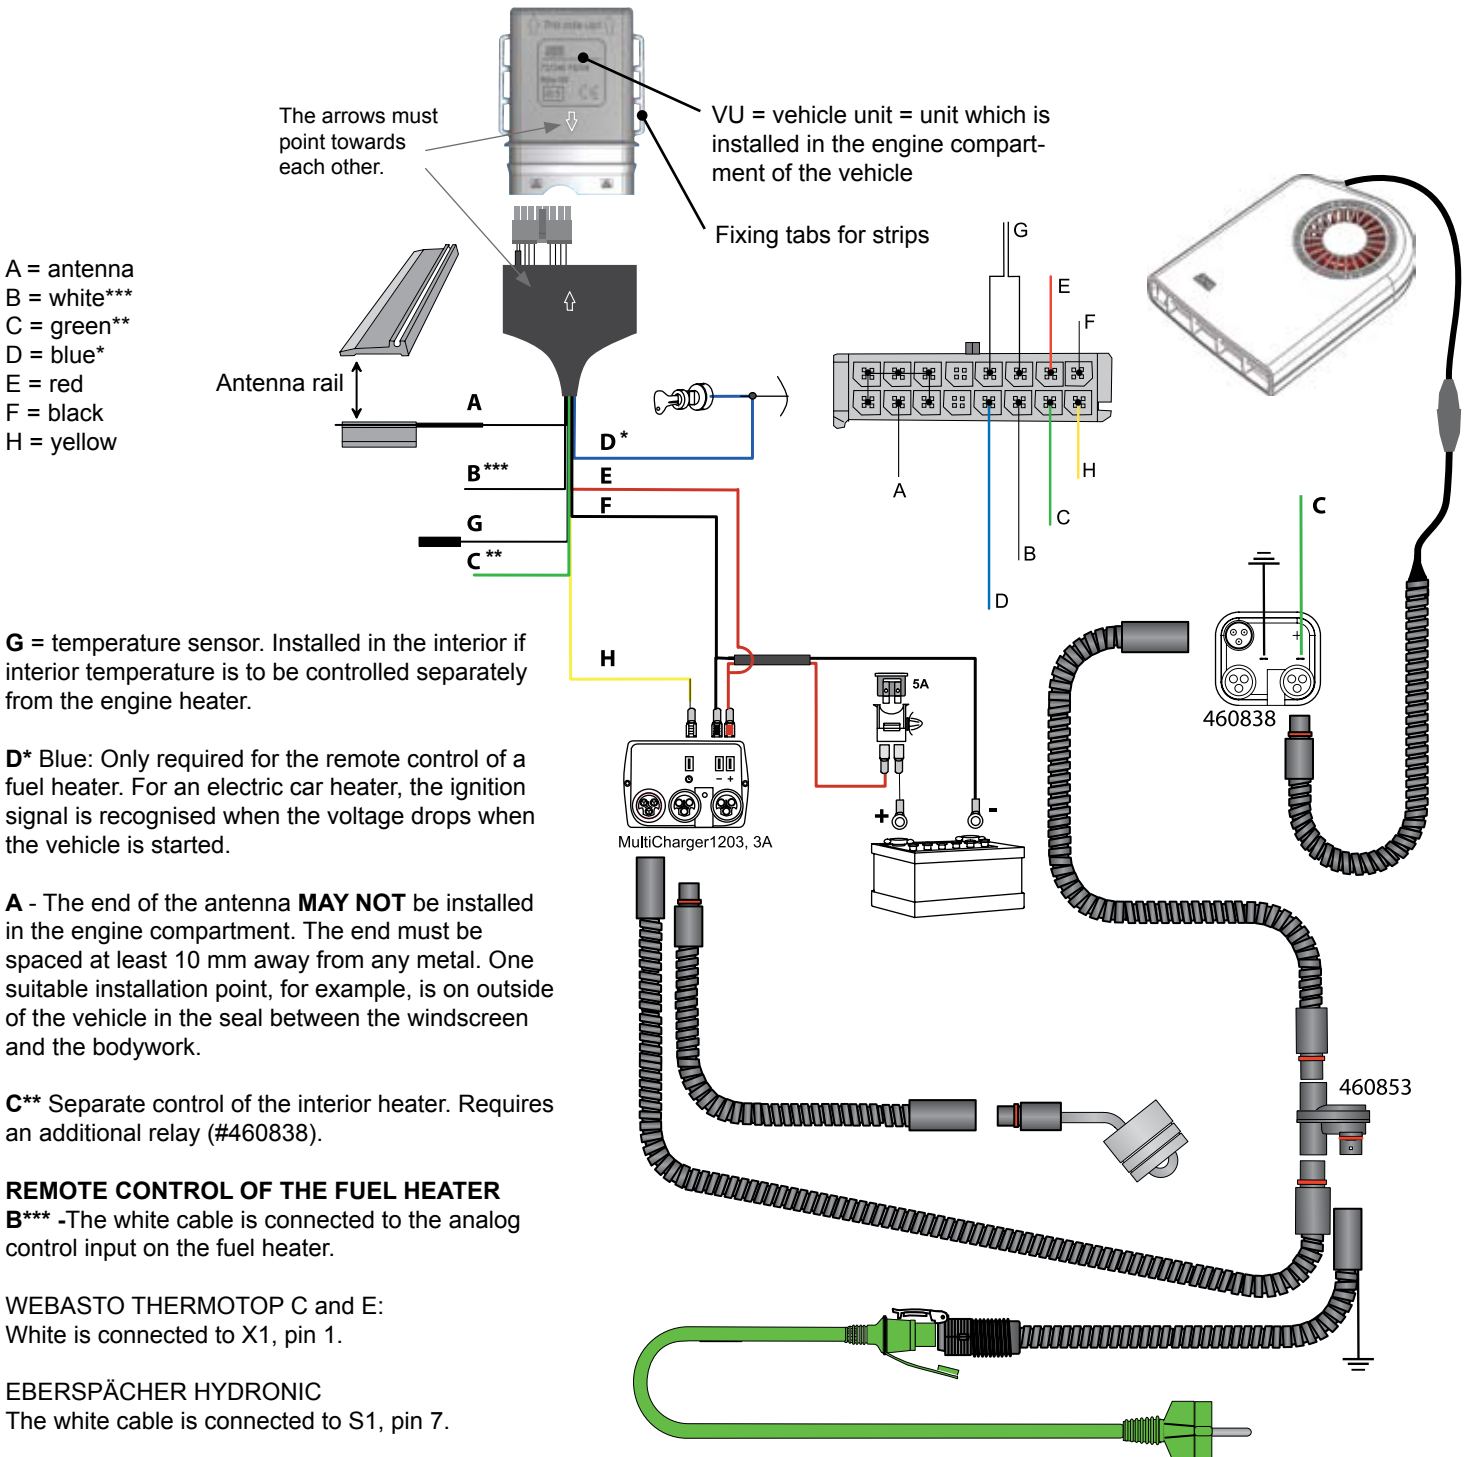 The arrows must
point towards
each other.
VU = vehicle unit = unit which is
installed in the engine compart-
ment of the vehicle
Fixing tabs for strips
A = antenna
B = white***
C = green**
D = blue*
E = red
F = black
H = yellow
Antenna rail
A
B***
G
C**
D*
E
F
H
G
E
F
A
H
C
B
D
C
+
-
-
460838
5A
+
-
- +
MultiCharger1203, 3A
460853
G = temperature sensor. Installed in the interior if
interior temperature is to be controlled separately
from the engine heater.
D* Blue: Only required for the remote control of a
fuel heater. For an electric car heater, the ignition
signal is recognised when the voltage drops when
the vehicle is started.
A - The end of the antenna MAY NOT be installed
in the engine compartment. The end must be
spaced at least 10 mm away from any metal. One
suitable installation point, for example, is on outside
of the vehicle in the seal between the windscreen
and the bodywork.
C** Separate control of the interior heater. Requires
an additional relay (#460838).
REMOTE CONTROL OF THE FUEL HEATER
B*** -The white cable is connected to the analog
control input on the fuel heater.
WEBASTO THERMOTOP C and E:
White is connected to X1, pin 1.
EBERSPÄCHER HYDRONIC
The white cable is connected to S1, pin 7.